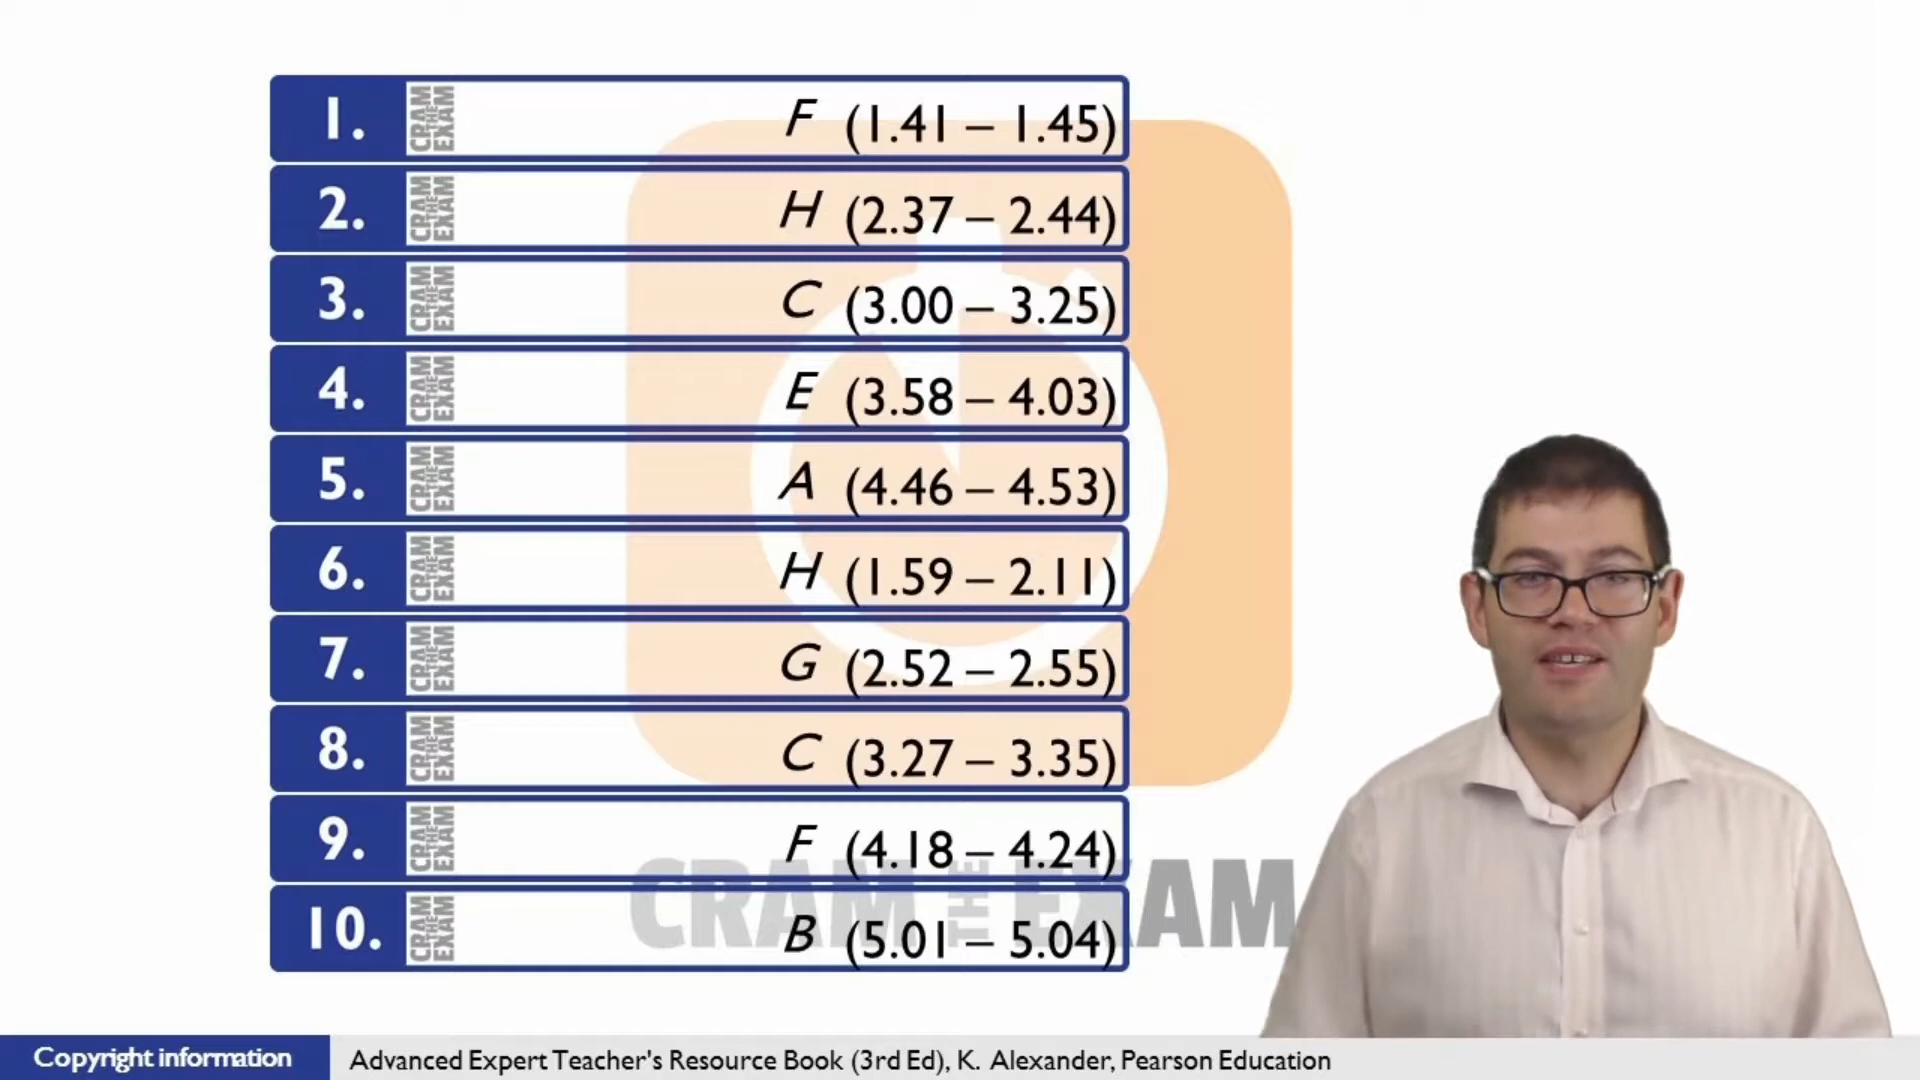 1. CRAM THE EXAM F (1.41 – 1.45)
2. CRAM THE EXAM H (2.37 – 2.44)
3. CRAM THE EXAM C (3.00 – 3.25)
4. CRAM THE EXAM E (3.58 – 4.03)
5. CRAM THE EXAM A (4.46 – 4.53)
6. CRAM THE EXAM H (1.59 – 2.11)
7. CRAM THE EXAM G (2.52 – 2.55)
8. CRAM THE EXAM C (3.27 – 3.35)
9. CRAM THE EXAM F (4.18 – 4.24)
10. CRAM THE EXAM B (5.01 – 5.04)
CRAM THE EXAM
Copyright information Advanced Expert Teacher's Resource Book (3rd Ed), K. Alexander, Pearson Education